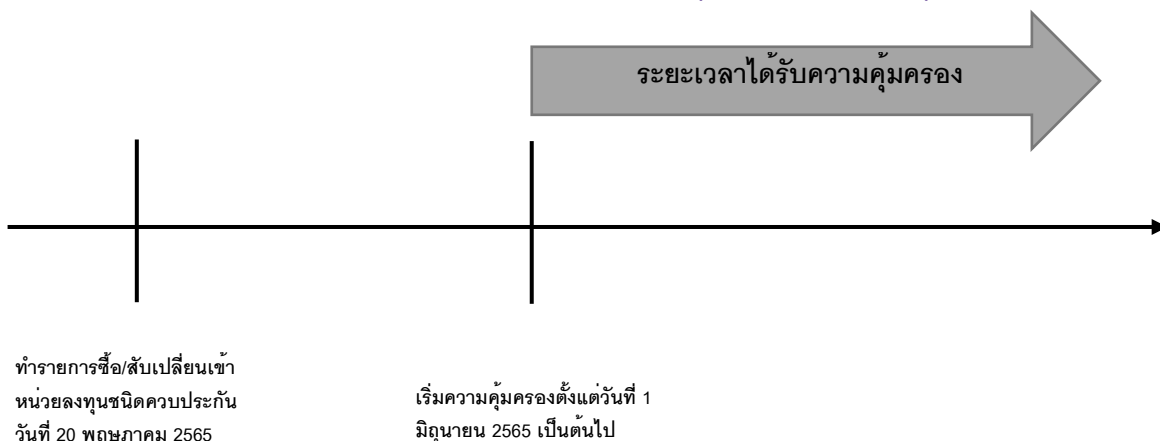 ระยะเวลาได้รับความคุ้มครอง
ทำรายการซื้อ/สับเปลี่ยนเข้า
หน่วยลงทุนชนิดควบประกัน
วันที่ 20 พฤษภาคม 2565
เริ่มความคุ้มครองตั้งแต่วันที่ 1
มิถุนายน 2565 เป็นต้นไป